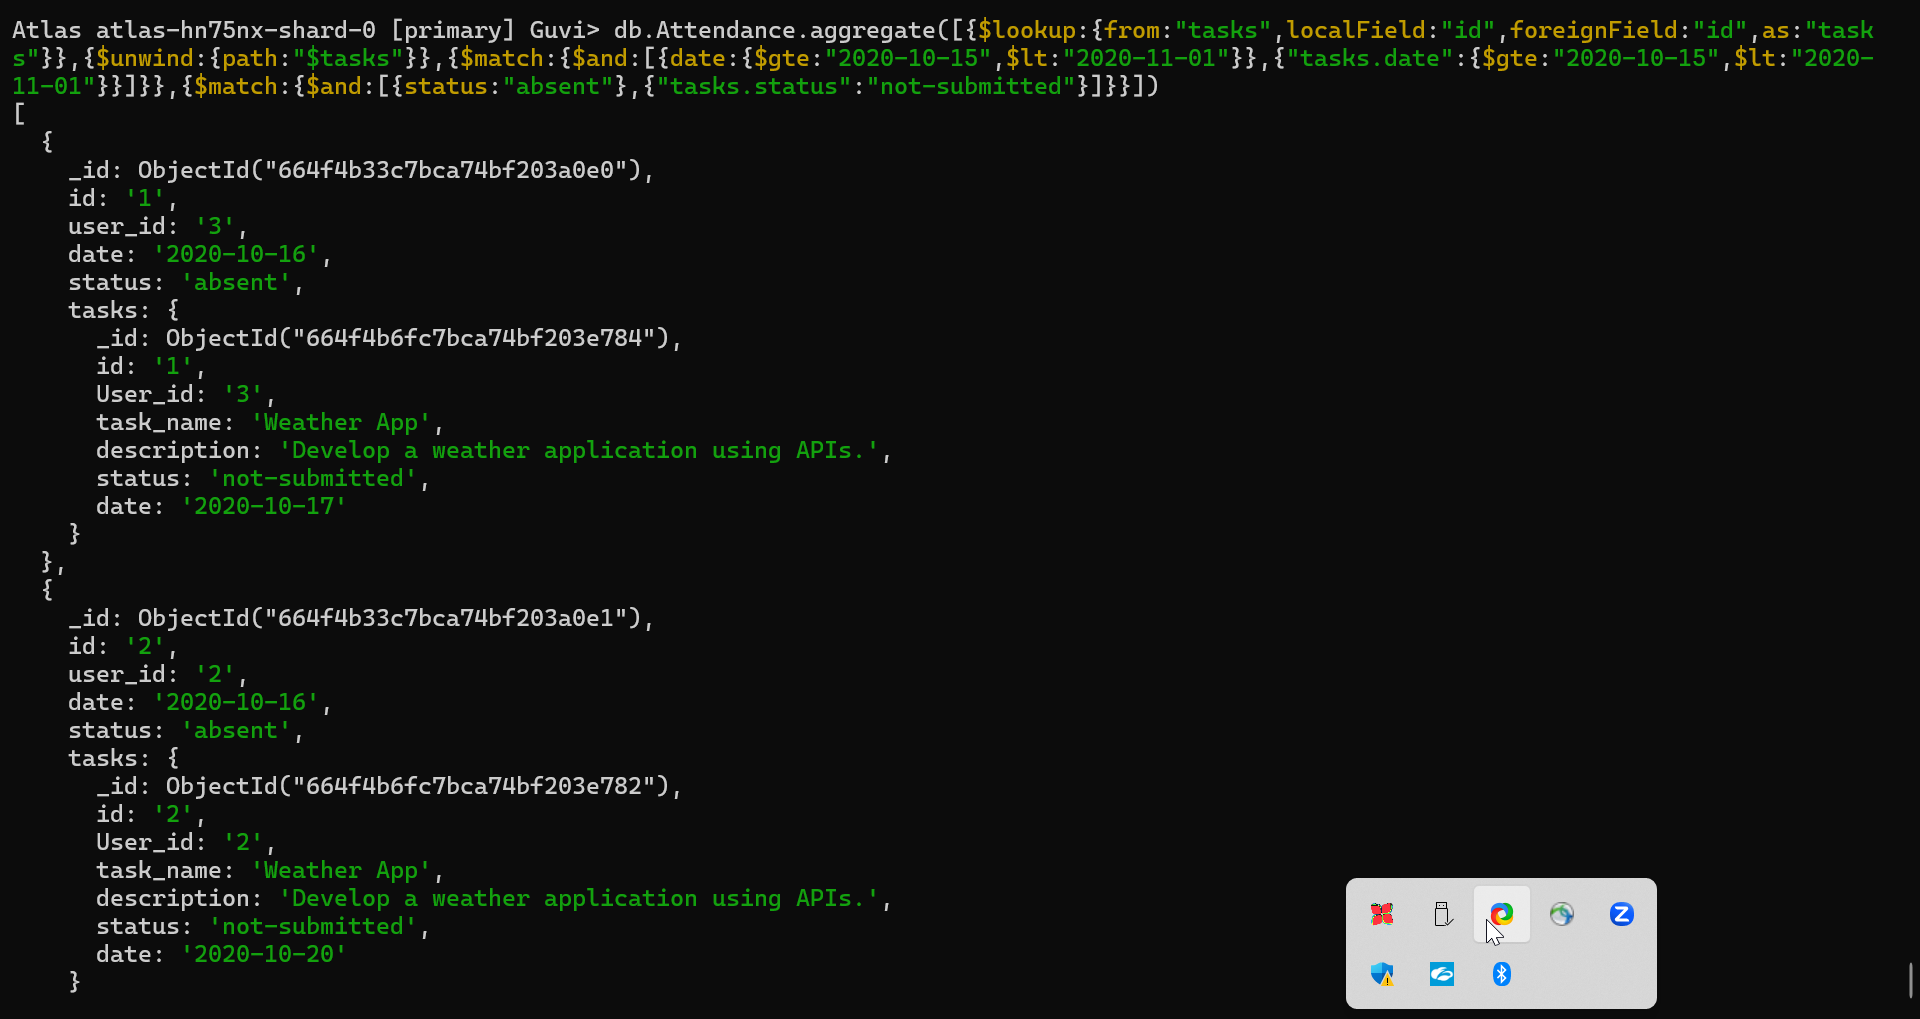 Atlas atlas-hn75nx-shard-0 [primary] Guvi> db.Attendance.aggregate([{$lookup:{from:"tasks",localField:"id",foreignField:"id",as:"task
s"}},{$unwind:{path:"$tasks"}},{$match:{$and:[{date:{$gte:"2020-10-15",$lt:"2020-11-01"}},{"tasks.date":{$gte:"2020-10-15",$lt:"2020-
11-01"}}]}},{$match:{$and:[{status:"absent"},{"tasks.status":"not-submitted"}]}}])
[
  {
    _id: ObjectId("664f4b33c7bca74bf203a0e0"),
    id: '1',
    user_id: '3',
    date: '2020-10-16',
    status: 'absent',
    tasks: {
      _id: ObjectId("664f4b6fc7bca74bf203e784"),
      id: '1',
      User_id: '3',
      task_name: 'Weather App',
      description: 'Develop a weather application using APIs.',
      status: 'not-submitted',
      date: '2020-10-17'
    }
  },
  {
    _id: ObjectId("664f4b33c7bca74bf203a0e1"),
    id: '2',
    user_id: '2',
    date: '2020-10-16',
    status: 'absent',
    tasks: {
      _id: ObjectId("664f4b6fc7bca74bf203e782"),
      id: '2',
      User_id: '2',
      task_name: 'Weather App',
      description: 'Develop a weather application using APIs.',
      status: 'not-submitted',
      date: '2020-10-20'
    }